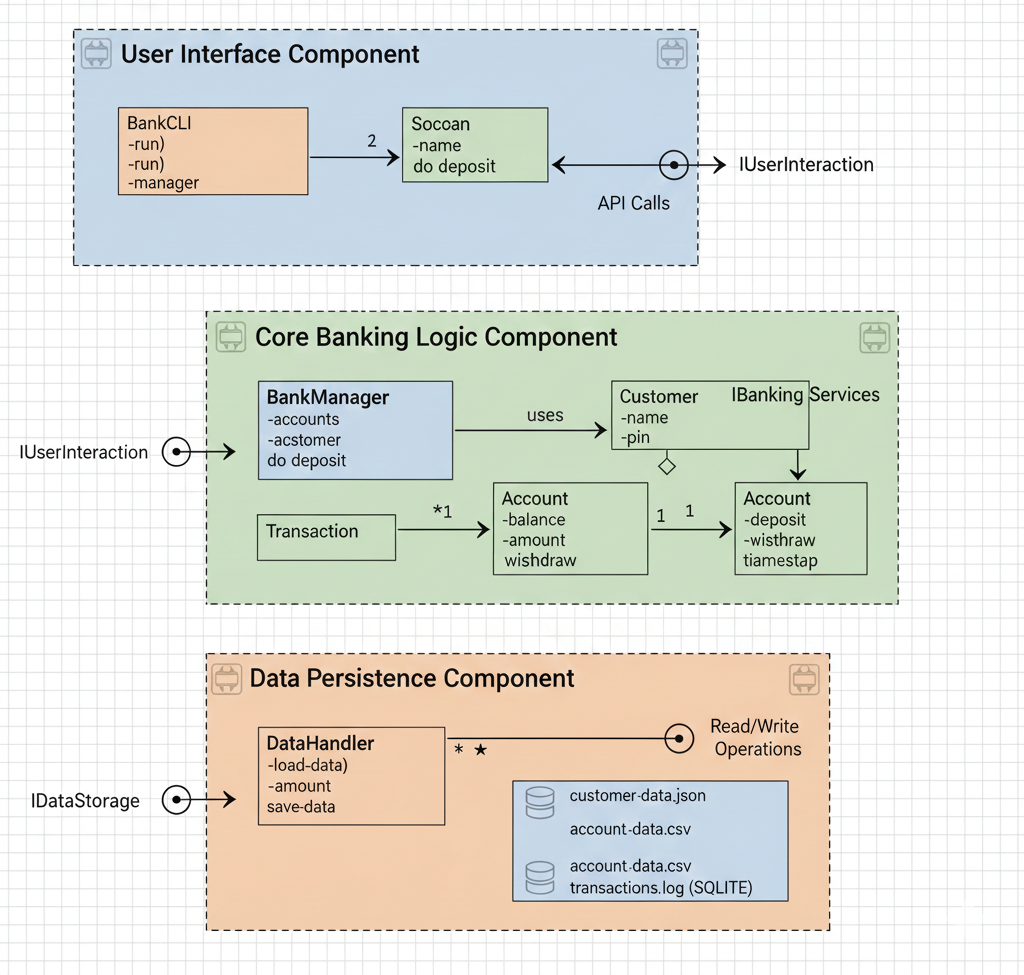 User Interface Component
BankCLI
-run)
-run)
-manager
2
Socoan
-name
do deposit
IUserInteraction
API Calls
Core Banking Logic Component
BankManager
-accounts
-acstomer
do deposit
uses
Customer
-name
-pin
IBanking Services
IUserInteraction
Transaction
*1
Account
-balance
-amount
wishdraw
1 1
Account
-deposit
-wisthraw
tiamestap
Data Persistence Component
DataHandler
-load-data)
-amount
save-data
* ★
Read/Write
Operations
IDataStorage
customer-data.json
account-data.csv
account-data.csv
transactions.log (SQLITE)